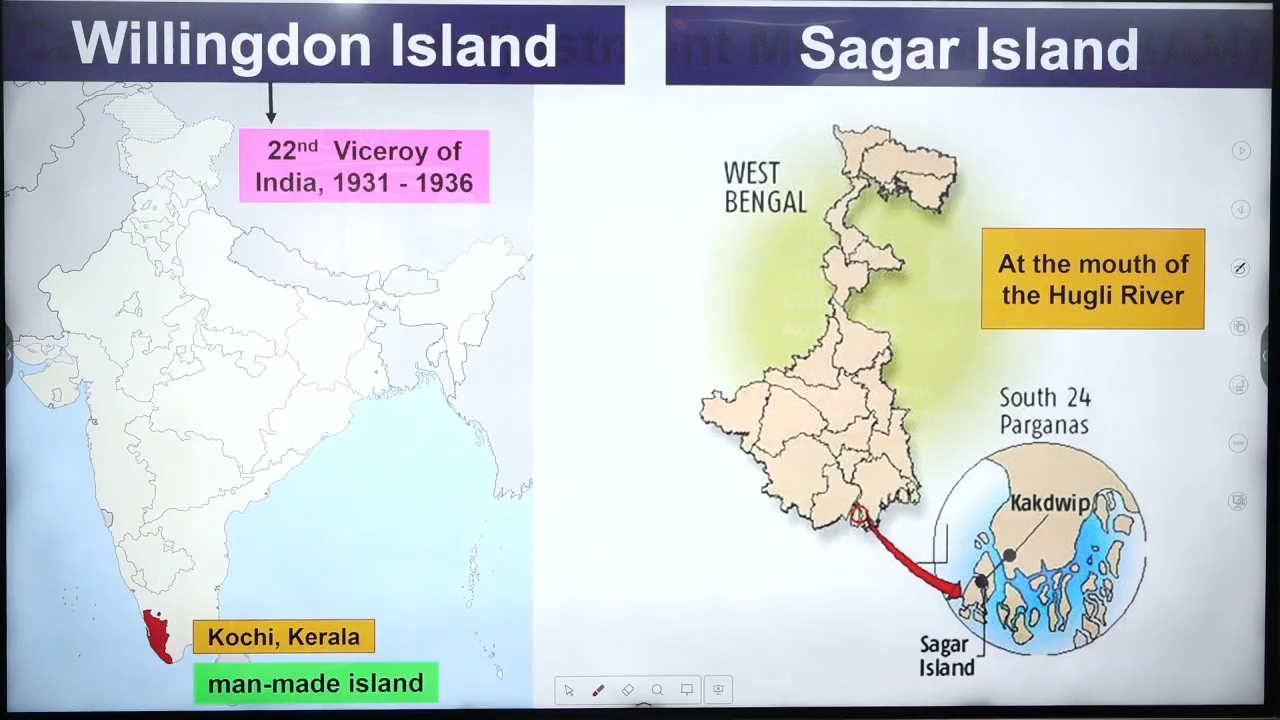 Willingdon Island
22nd Viceroy of
India, 1931 - 1936
Kochi, Kerala
man-made island
Sagar Island
WEST
BENGAL
At the mouth of
the Hugli River
South 24
Parganas
Kakdwip
Sagar
Island